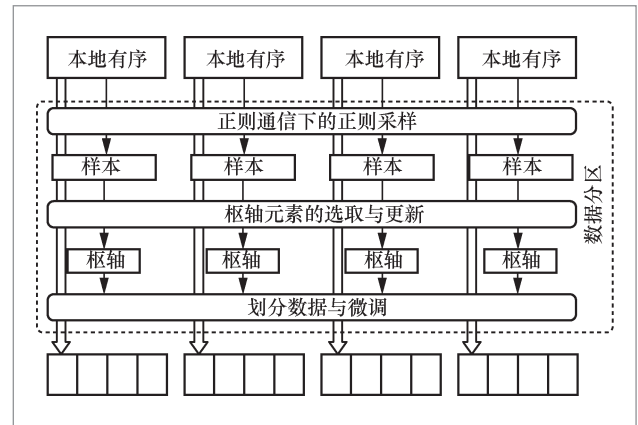 本地有序 本地有序 本地有序 本地有序
正则通信下的正则采样
样本 样本 样本 样本
枢轴元素的选取与更新
枢轴 枢轴 枢轴 枢轴
划分数据与微调
数据分区